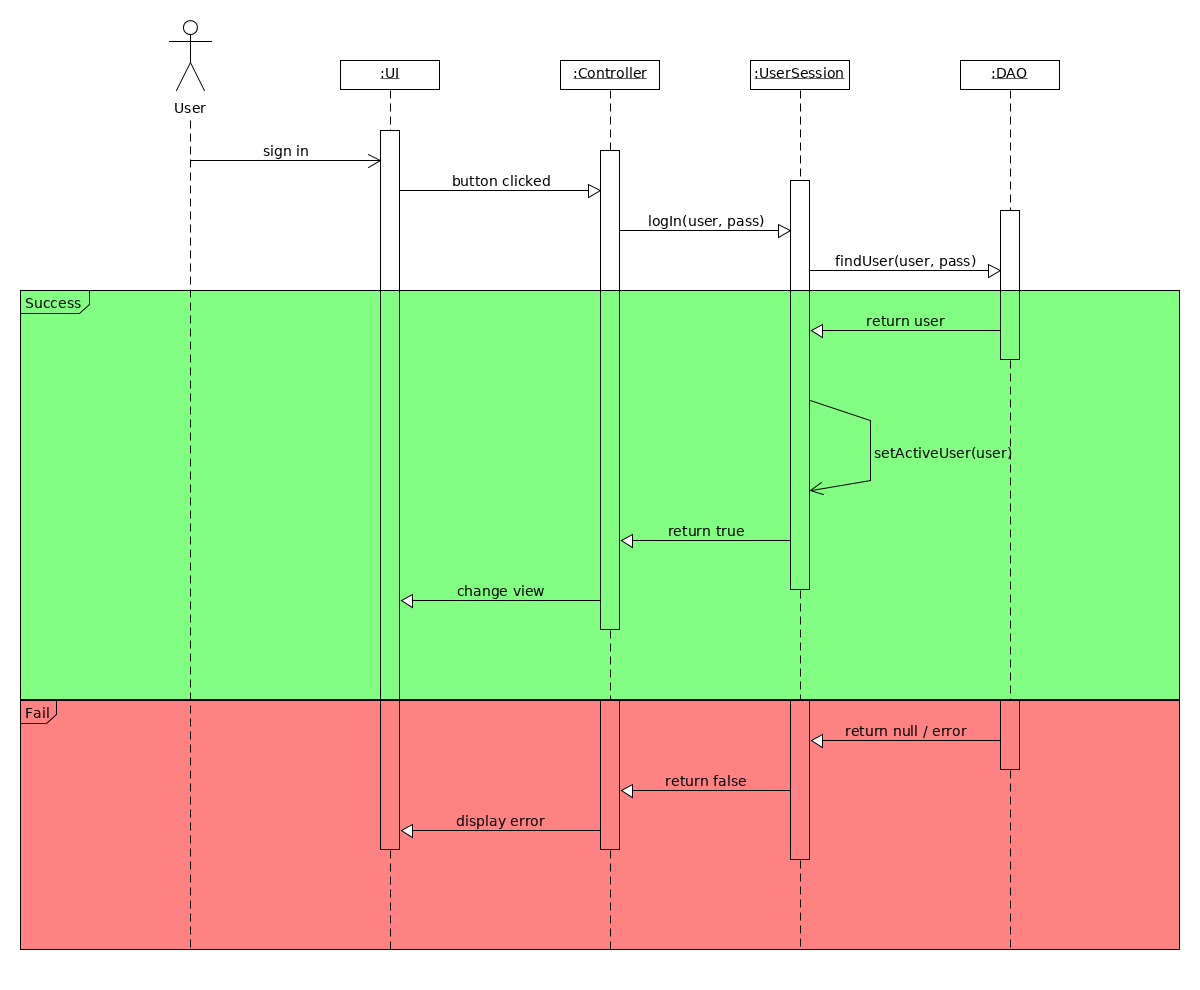 User
:UI
:Controller
:UserSession
:DAO
sign in
button clicked
logIn(user, pass)
findUser(user, pass)
Success
return user
setActiveUser(user)
return true
change view
Fail
return null / error
return false
display error